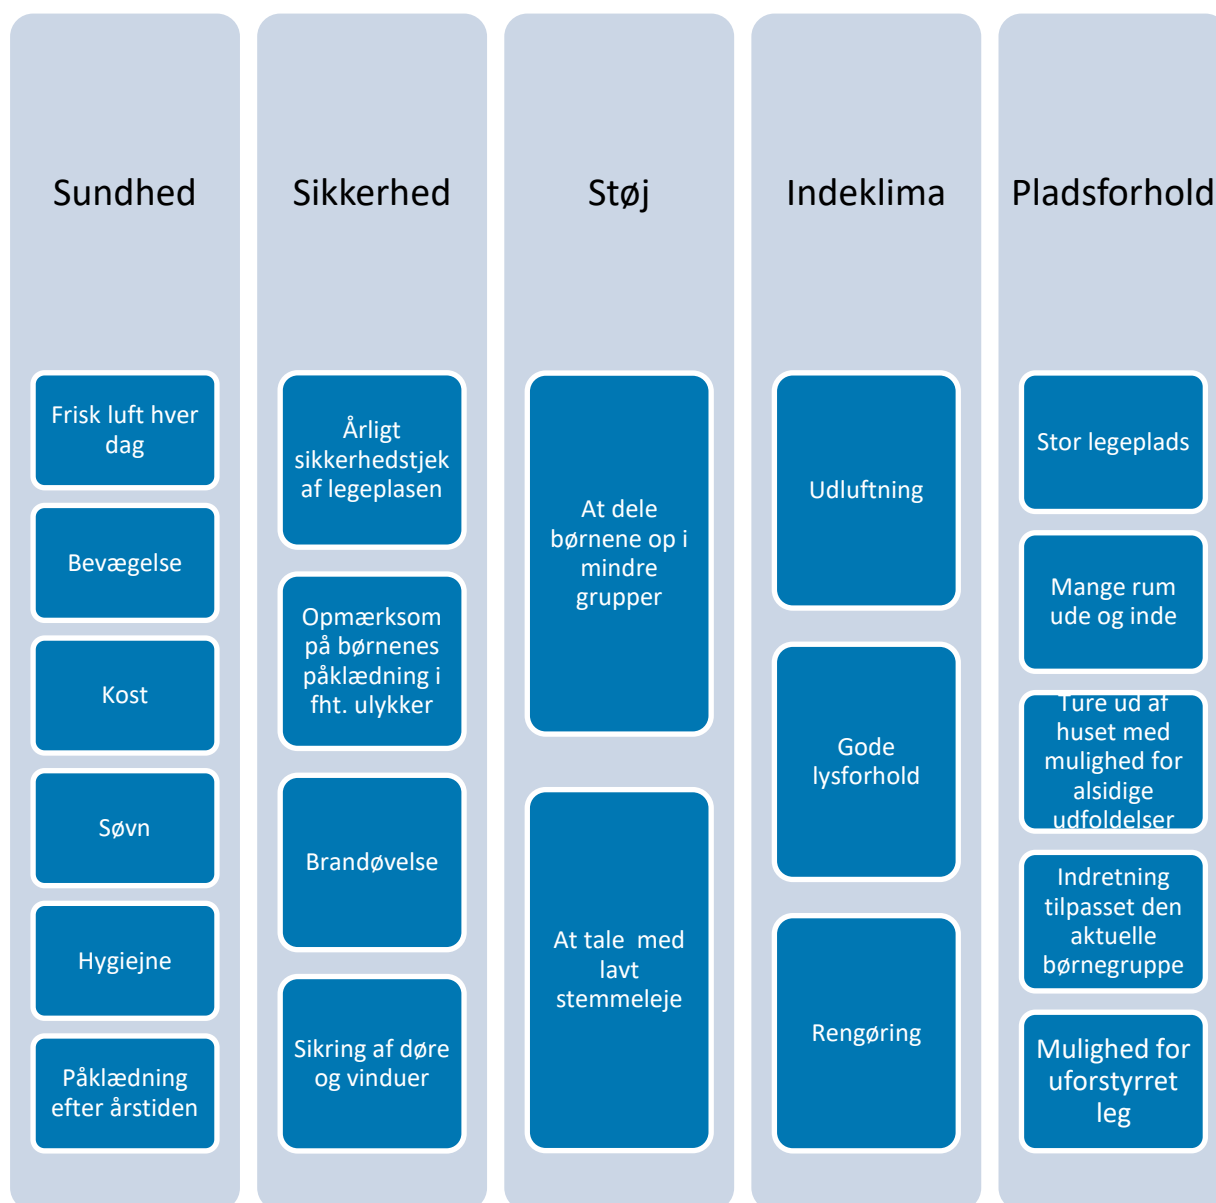 Sundhed
Frisk luft hver
dag
Bevægelse
Kost
Søvn
Hygiejne
Påklædning
efter årstiden
Sikkerhed
Årligt
sikkerhedstjek
af legeplasen
Opmærksom
på børnenes
påklædning i
fht. ulykker
Brandøvelse
Sikring af døre
og vinduer
Støj
At dele
børnene op i
mindre
grupper
At tale  med
lavt
stemmeleje
Indeklima
Udluftning
Gode
lysforhold
Rengøring
Pladsforhold
Stor legeplads
Mange rum
ude og inde
Ture ud af
huset med
mulighed for
alsidige
udfoldelser
Indretning
tilpasset den
aktuelle
børnegruppe
Mulighed for
uforstyrret
leg